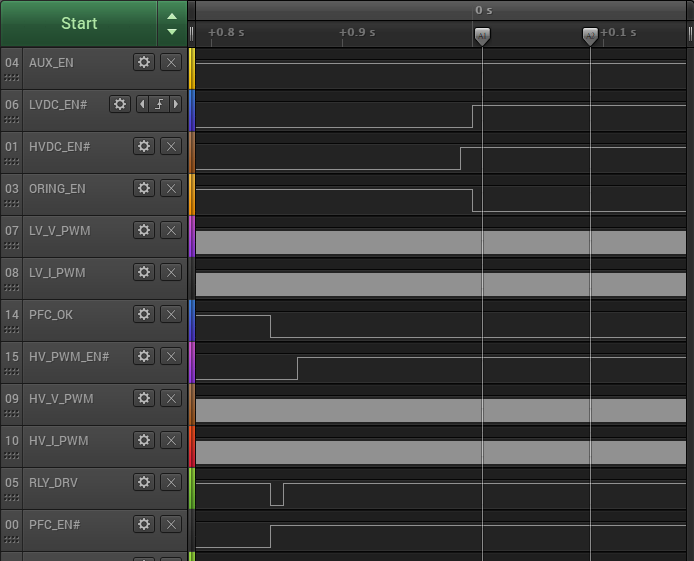 Start
0 s
+0.8 s
+0.9 s
+0.1 s
A1
A2
04 AUX_EN
06 LVDC_EN#
01 HVDC_EN#
03 ORING_EN
07 LV_V_PWM
08 LV_I_PWM
14 PFC_OK
15 HV_PWM_EN#
09 HV_V_PWM
10 HV_I_PWM
05 RLY_DRV
00 PFC_EN#